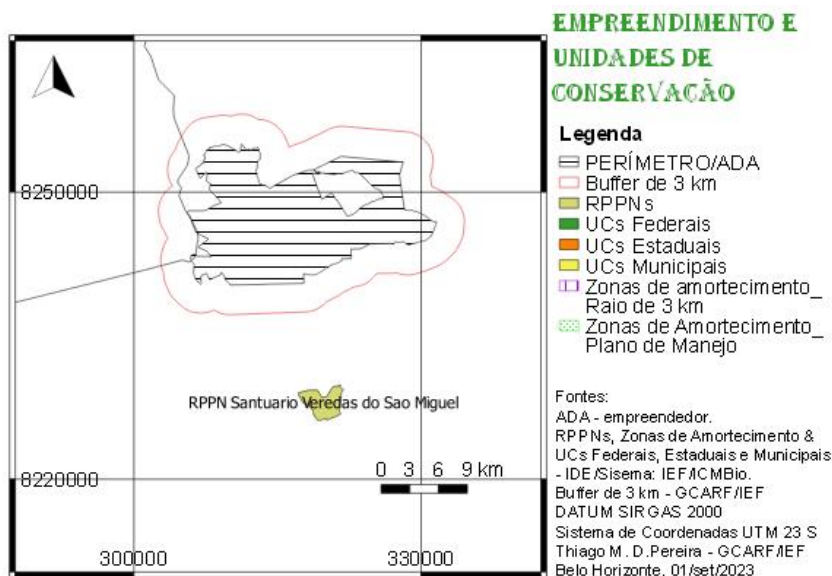 EMPREENDIMENTO E
UNIDADES DE
CONSERVAÇÃO
Legenda
PERÍMETRO/ADA
Buffer de 3 km
RPPNs
UCs Federais
UCs Estaduais
UCs Municipais
Zonas de amortecimento_
Raio de 3 km
Zonas de Amortecimento_
Plano de Manejo
8250000
RPPN Santuario Veredas do Sao Miguel
0 3 6 9 km
8220000
300000
330000
Fontes:
ADA - empreendedor.
RPPNs, Zonas de Amortecimento &
UCs Federais, Estaduais e Municipais
- IDE/Sisema: IEF/ICMBio.
Buffer de 3 km - GCARF/IEF
DATUM SIRGAS 2000
Sistema de Coordenadas UTM 23 S
Thiago M. D.Pereira - GCARF/IEF
Belo Horizonte, 01/set/2023